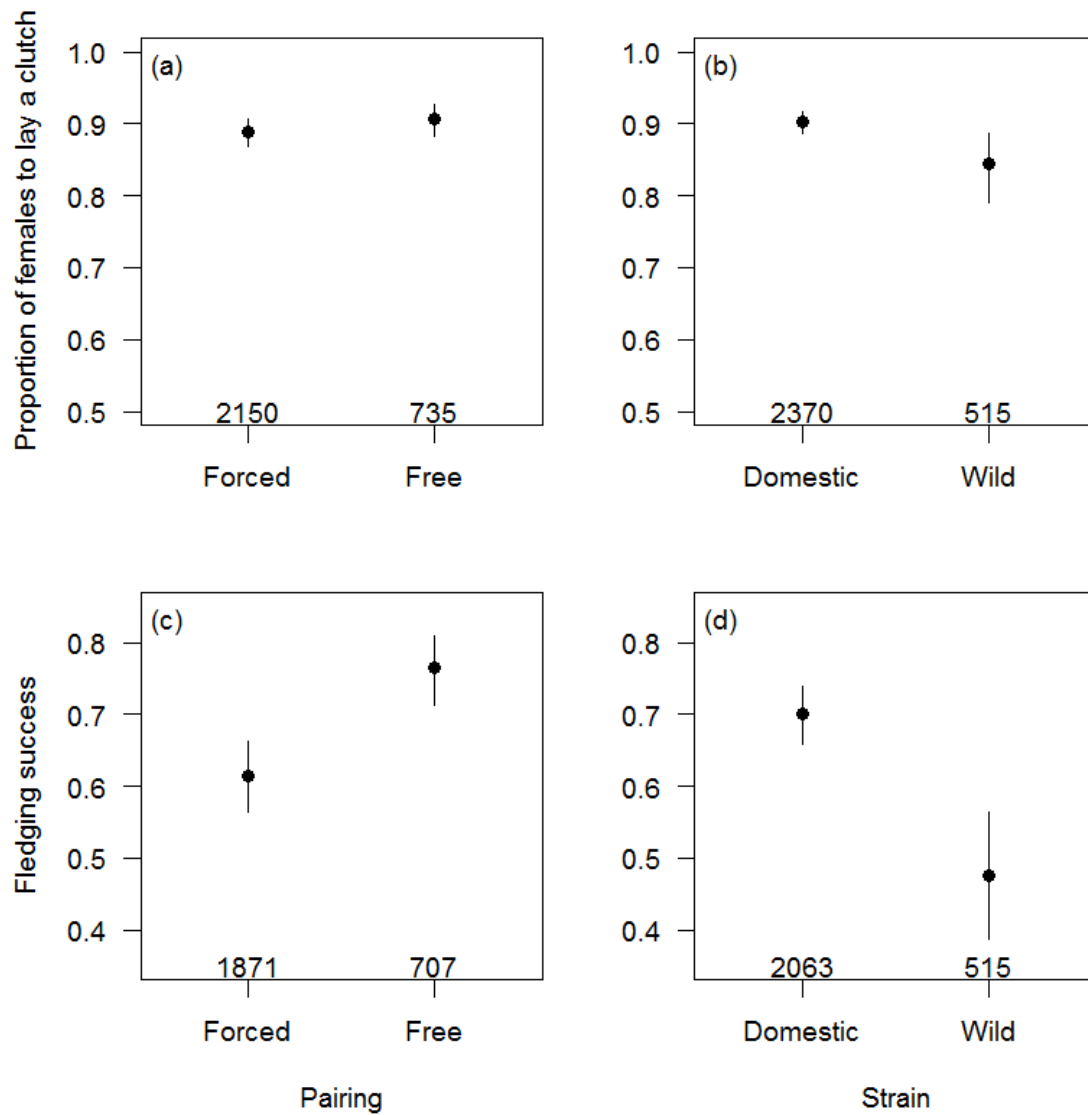 Proportion of females to lay a clutch
(a)
1.0
0.9
0.8
0.7
0.6
0.5
2150 735
Forced Free
(b)
1.0
0.9
0.8
0.7
0.6
0.5
2370 515
Domestic Wild
Fledging success
(c)
0.8
0.7
0.6
0.5
0.4
1871 707
Forced Free
Pairing
(d)
0.8
0.7
0.6
0.5
0.4
2063 515
Domestic Wild
Strain